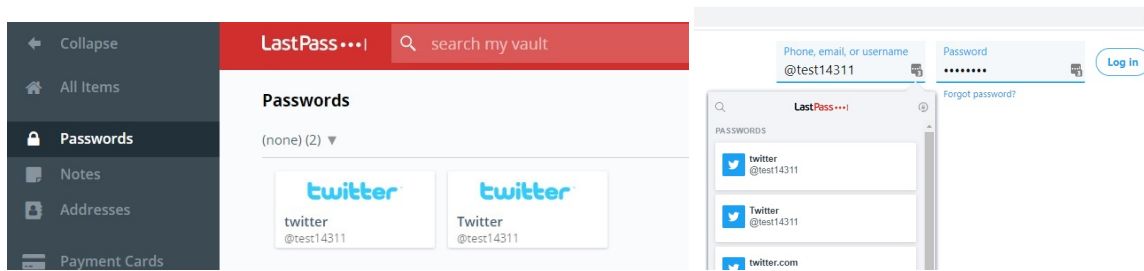 Collapse
All Items
Passwords
Notes
Addresses
Payment Cards
LastPass •••|
search my vault
Passwords
(none) (2) ▼
twitter
twitter
@test14311
twitter
Twitter
@test14311
Phone, email, or username
@test14311
Password
••••••••
Log in
Forgot password?
LastPass •••|
PASSWORDS
twitter
@test14311
Twitter
@test14311
twitter.com